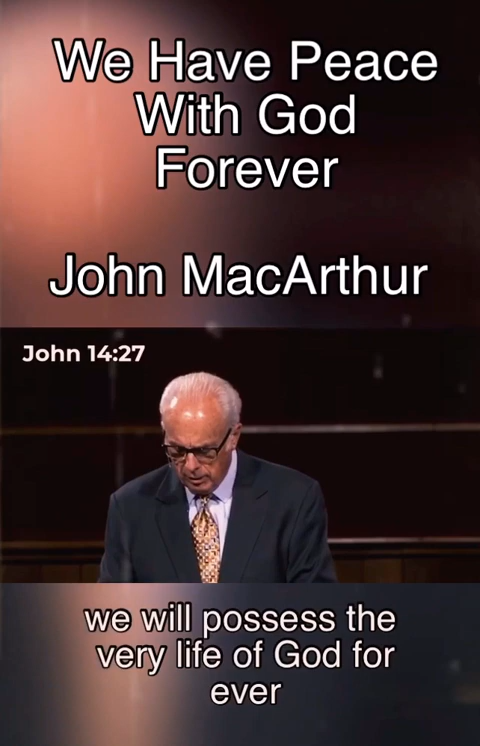 We Have Peace
With God
Forever
John MacArthur
John 14:27
we will possess the
very life of God for
ever